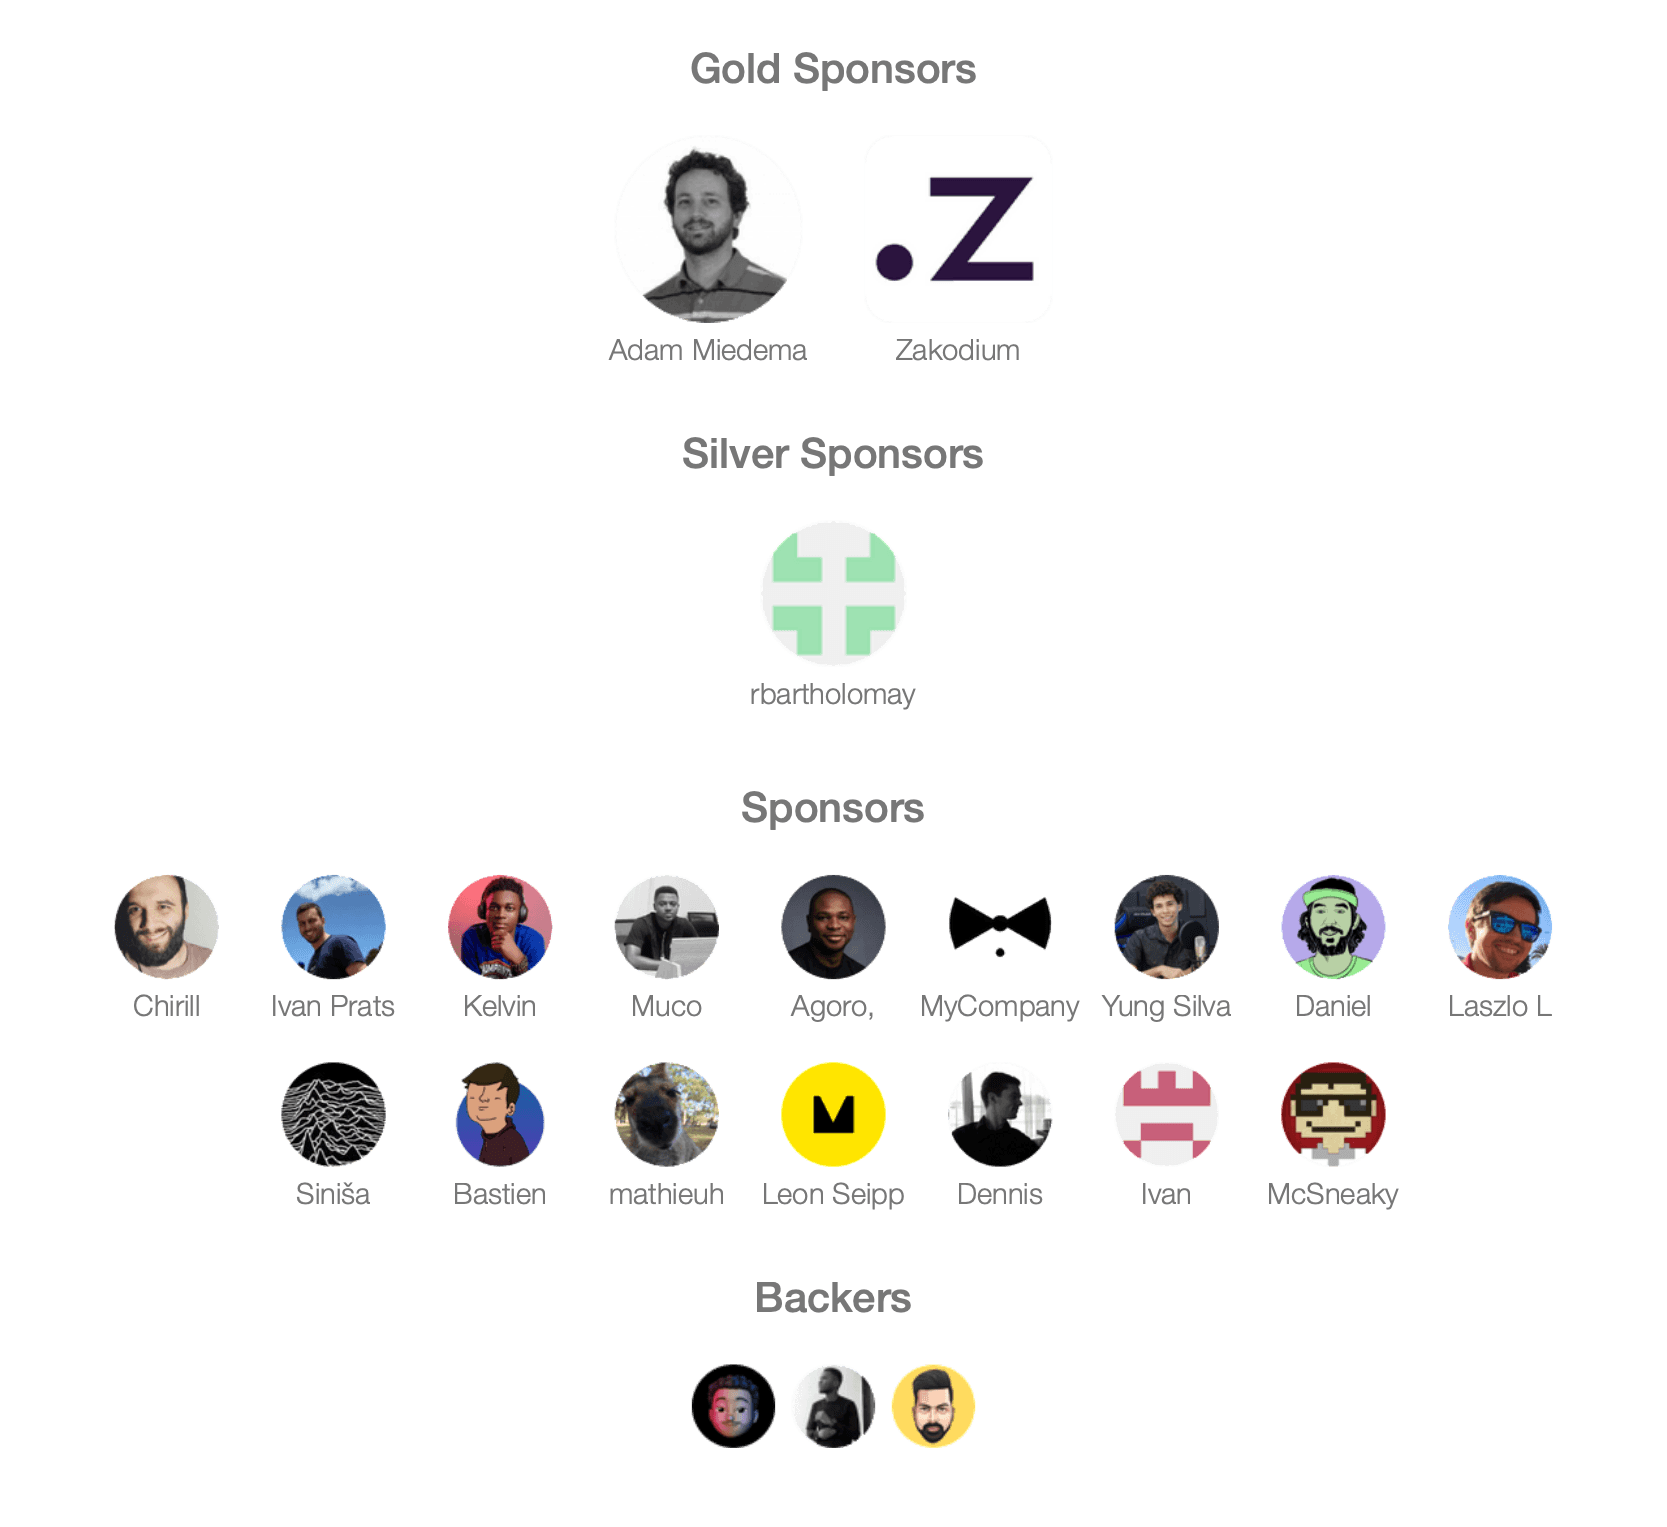 Gold Sponsors
.Z
Adam Miedema Zakodium
Silver Sponsors
rbartholomay
Sponsors
Chirill Ivan Prats Kelvin Muco Agoro, MyCompany Yung Silva Daniel Laszlo L
Siniša Bastien mathieuh Leon Seipp Dennis Ivan McSneaky
Backers